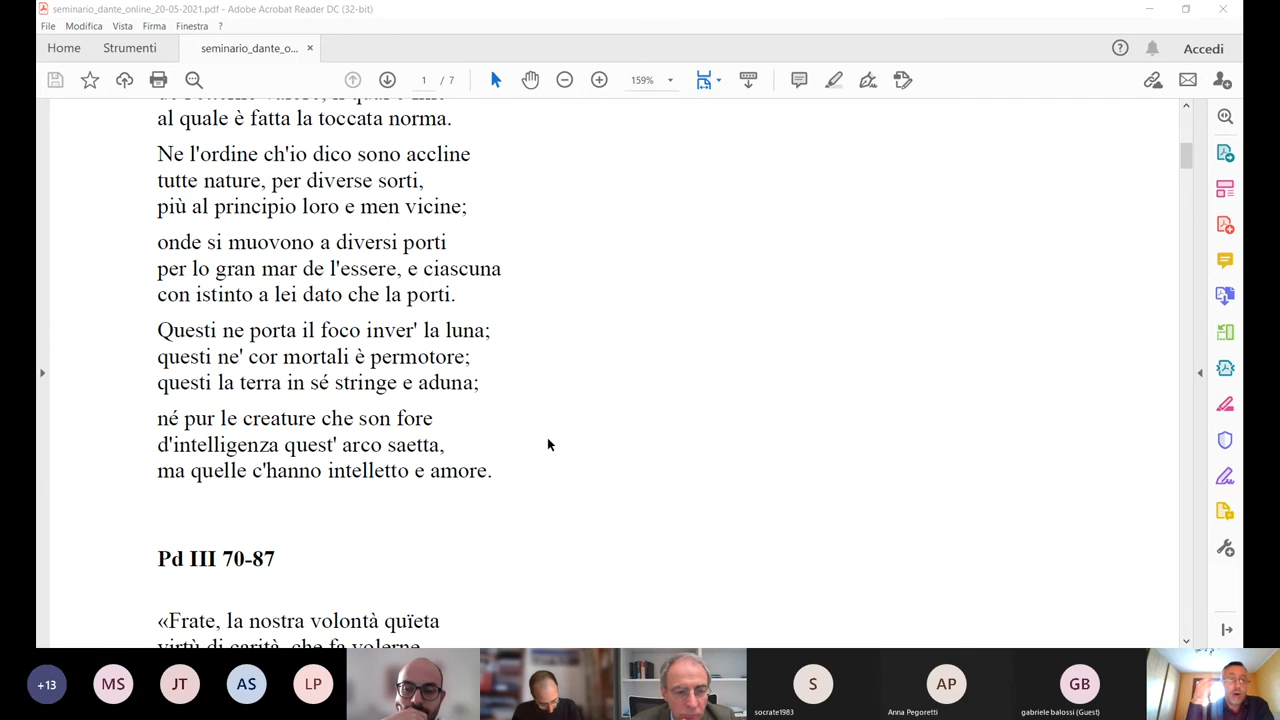 seminario_dante_online_20-05-2021.pdf - Adobe Acrobat Reader DC (32-bit)
File Modifica Vista Firma Finestra ?
Home Strumenti seminario_dante_o... × Accedi
1 / 7 159%
al quale è fatta la toccata norma.
Ne l'ordine ch'io dico sono accline
tutte nature, per diverse sorti,
più al principio loro e men vicine;
onde si muovono a diversi porti
per lo gran mar de l'essere, e ciascuna
con istinto a lei dato che la porti.
Questi ne porta il foco inver' la luna;
questi ne' cor mortali è permotore;
questi la terra in sé stringe e aduna;
né pur le creature che son fore
d'intelligenza quest' arco saetta,
ma quelle c'hanno intelletto e amore.
Pd III 70-87
«Frate, la nostra volontà quïeta
virtù di carità, che fa volerne
+13 MS JT AS LP S AP GB
socrate1983 Anna Pegoretti gabriele balossi (Guest)